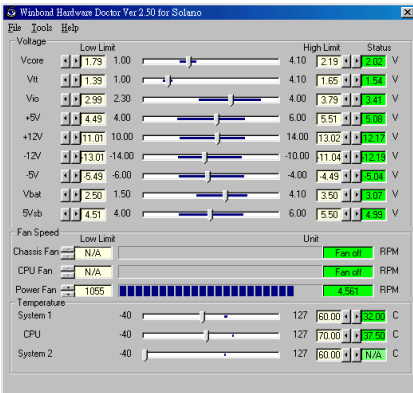 Winbond Hardware Doctor Ver 2.50 for Solano
File Tools Help
Voltage
Low Limit High Limit Status
Vcore 1.79 1.00 4.10 2.19 2.02 V
Vtt 1.39 1.00 4.10 1.65 1.54 V
Vio 2.99 2.30 4.00 3.79 3.41 V
+5V 4.49 4.00 6.00 5.51 5.08 V
+12V 11.01 10.00 14.00 13.02 12.17 V
-12V -13.01 -14.00 -10.00 -11.04 -12.19 V
-5V -5.49 -6.00 -4.00 -4.49 -5.04 V
Vbat 2.50 1.50 4.10 3.50 3.07 V
5Vsb 4.51 4.00 6.00 5.50 4.99 V
Fan Speed
Low Limit Unit
Chassis Fan N/A Fan off RPM
CPU Fan N/A Fan off RPM
Power Fan 1055 4,561 RPM
Temperature
System 1 -40 127 60.00 32.00 C
CPU -40 127 70.00 37.50 C
System 2 -40 127 60.00 N/A C